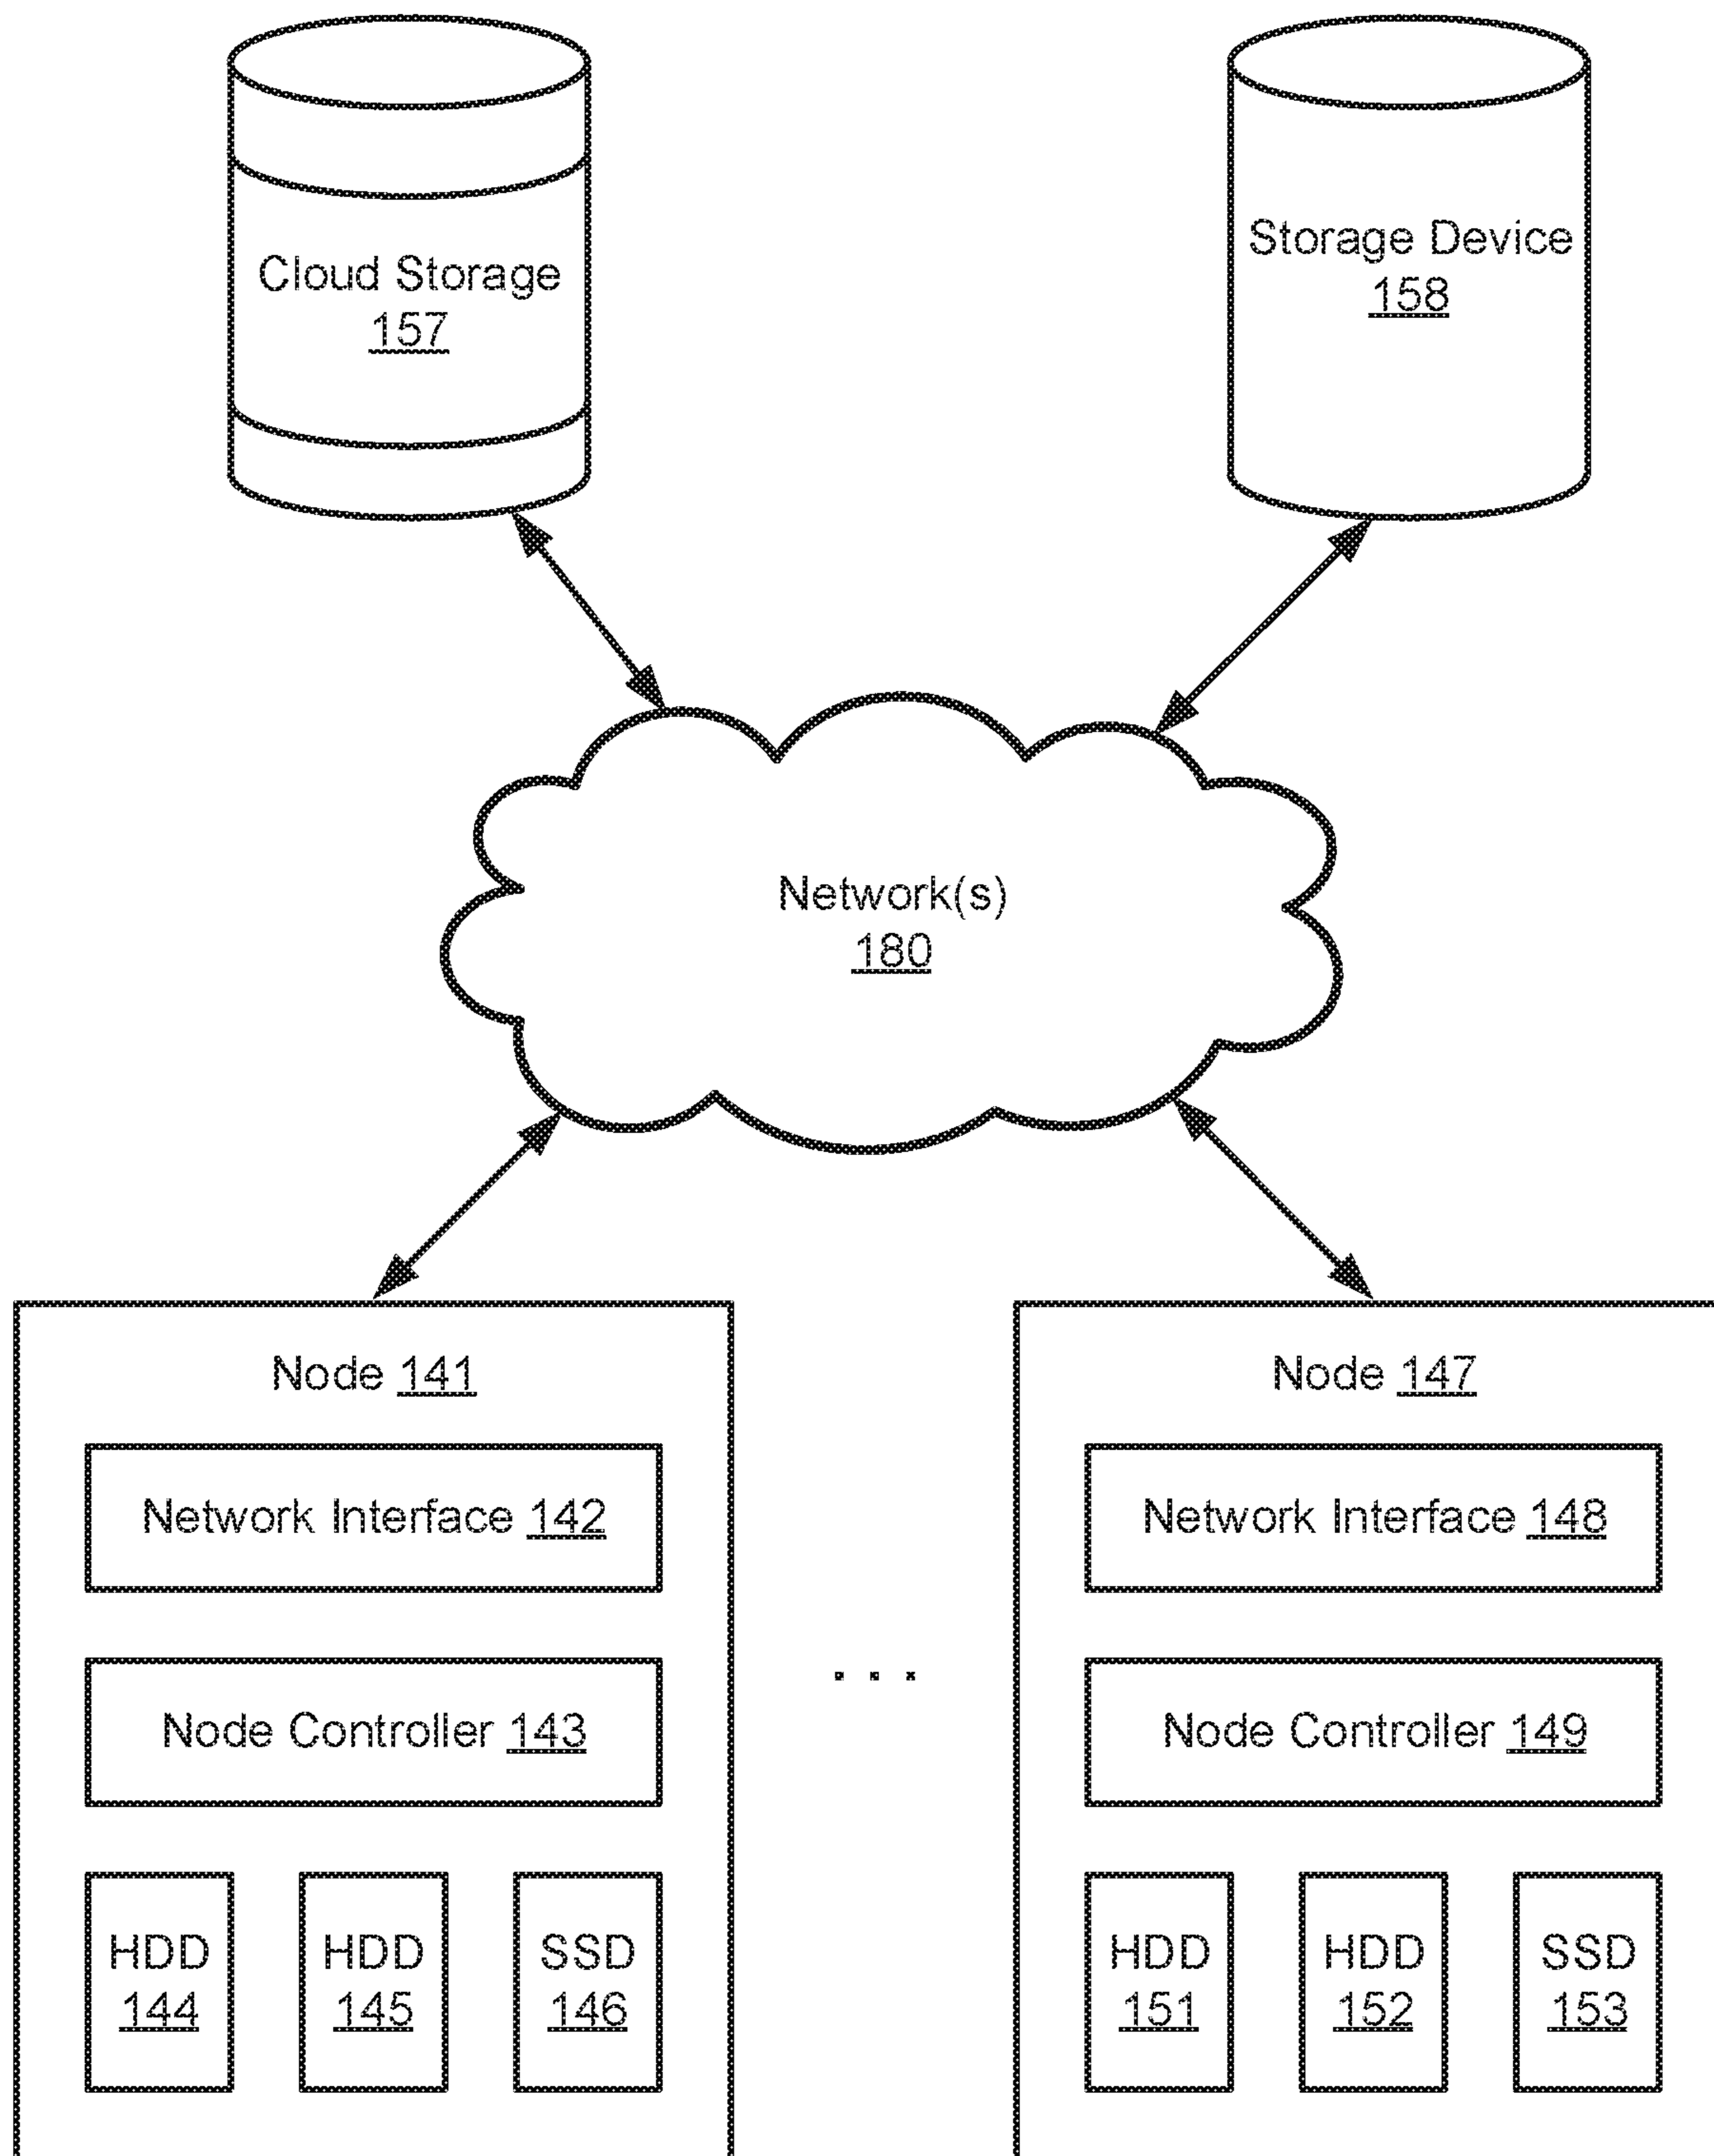 Cloud Storage
157
Storage Device
158
Network(s)
180
Node 141
Network Interface 142
Node Controller 143
HDD
144
HDD
145
SSD
146
. . .
Node 147
Network Interface 148
Node Controller 149
HDD
151
HDD
152
SSD
153